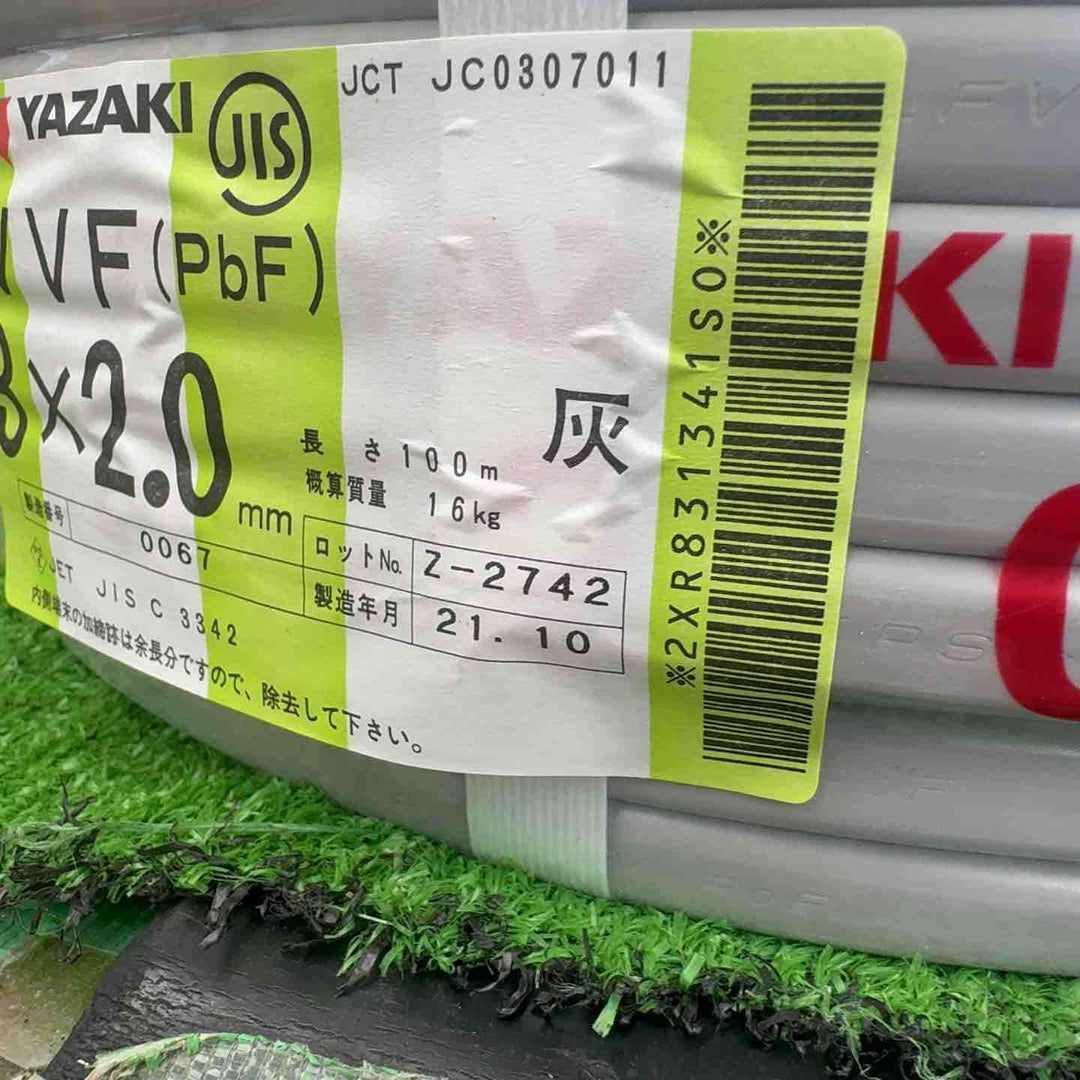 YAZAKI JIS JCT JC0307011
VVF(PbF)
3×2.0 mm
長さ100m
概算質量 16kg
灰
製造番号 0067
ロットNo. Z-2742
製造年月 21.10
JET JIS C 3342
内側端末の加締跡は余長分ですので、除去して下さい。
※2XR831341S0※
KI